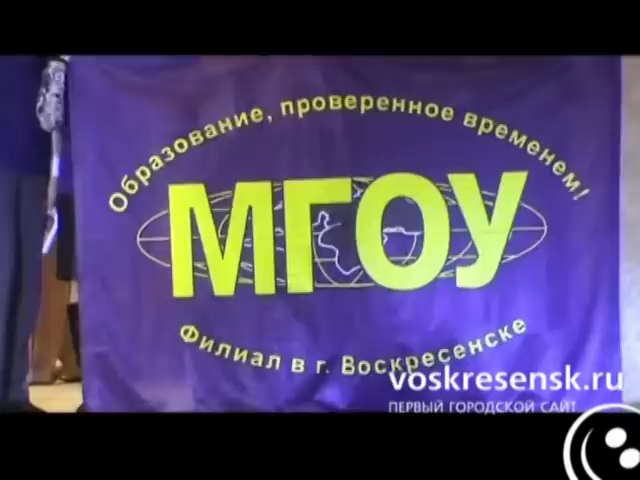 Образование, проверенное временем!
МГОУ
Филиал в г. Воскресенске
voskresensk.ru
ПЕРВЫЙ ГОРОДСКОЙ САЙТ